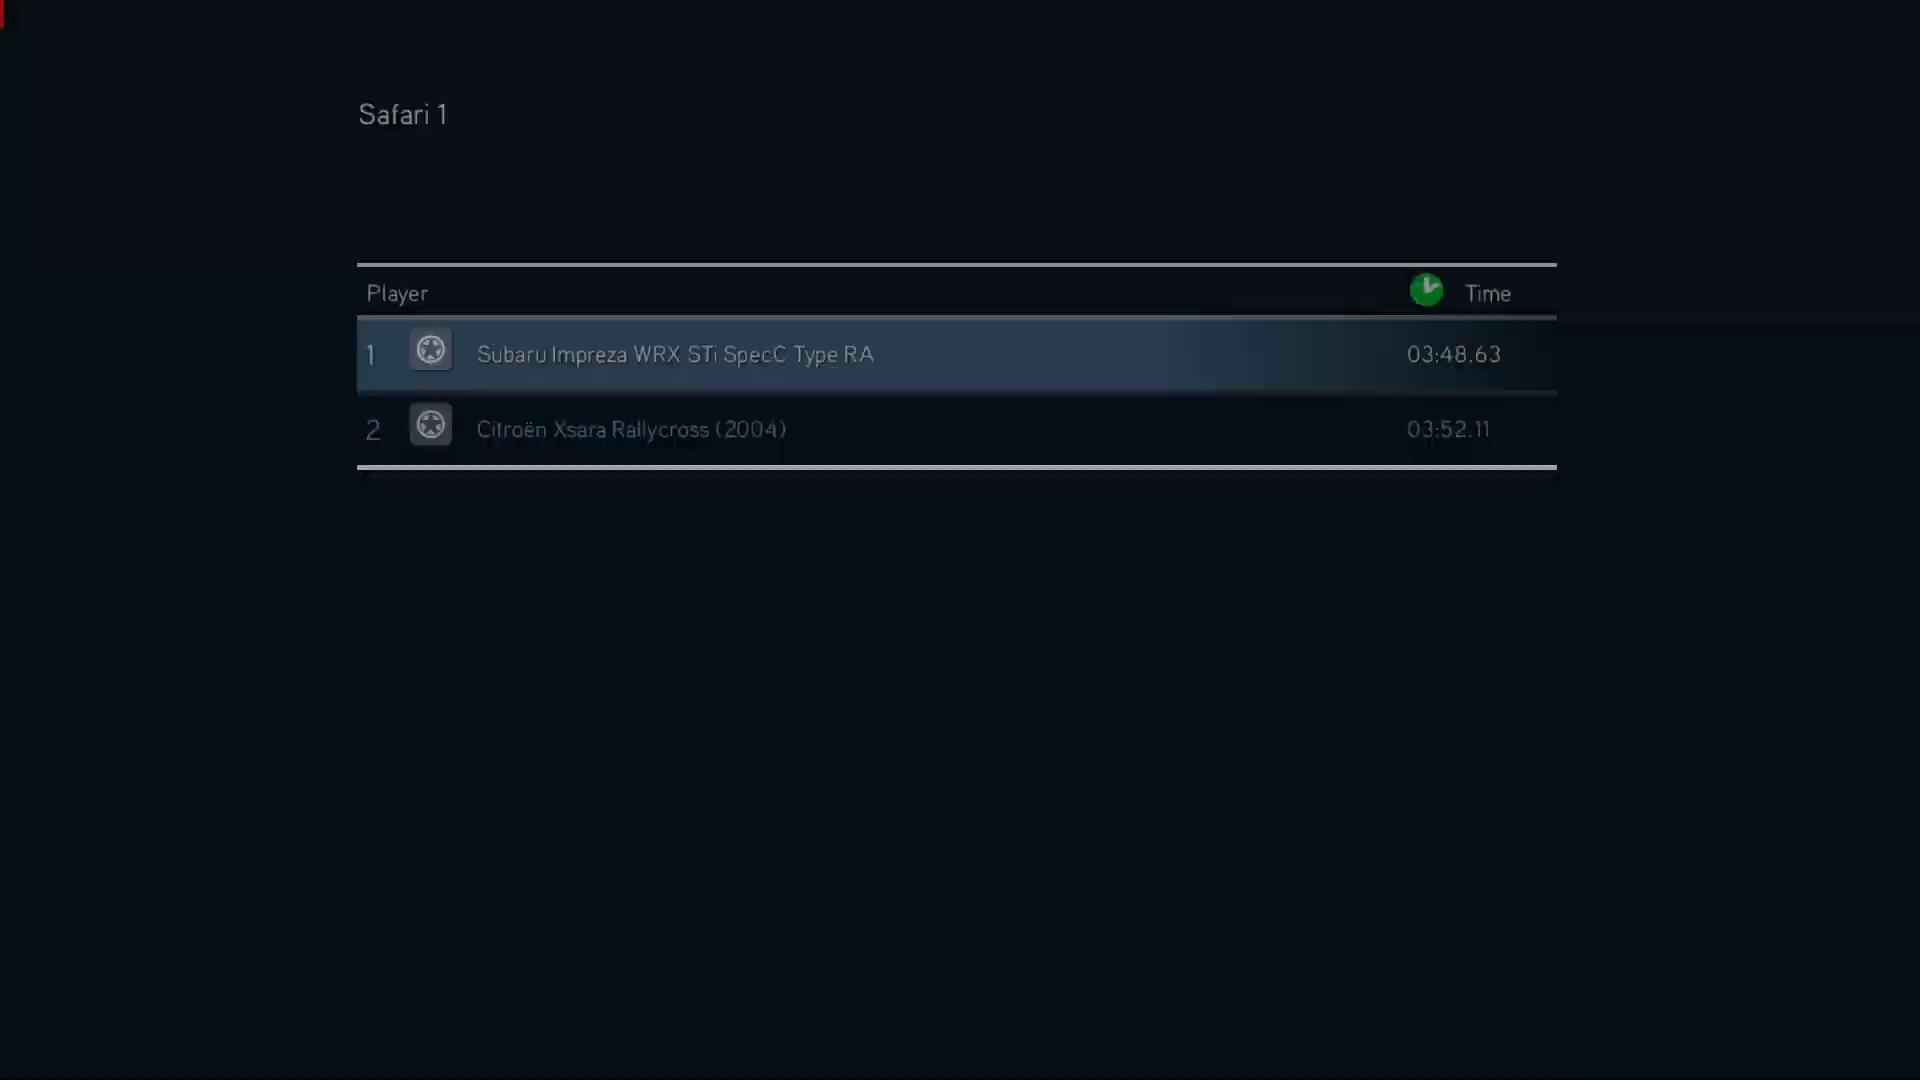 Safari 1
Player Time
1 Subaru Impreza WRX STi SpecC Type RA 03:48.63
2 Citroën Xsara Rallycross (2004) 03:52.11